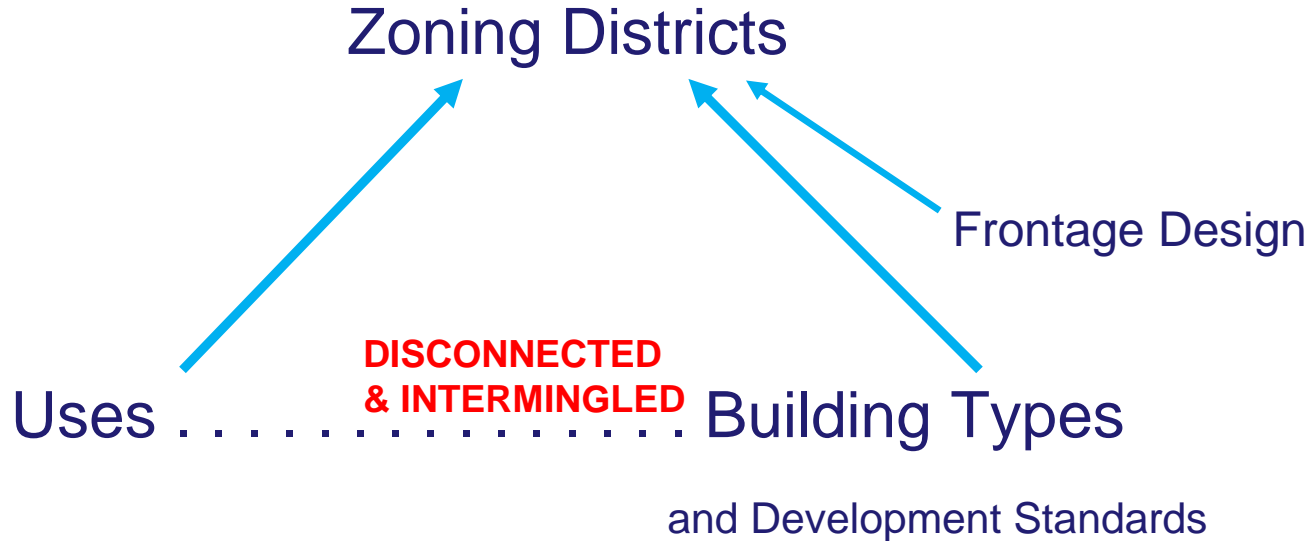 Zoning Districts
Frontage Design
DISCONNECTED
& INTERMINGLED
Uses . . . . . . . . . . . . . . . Building Types
and Development Standards